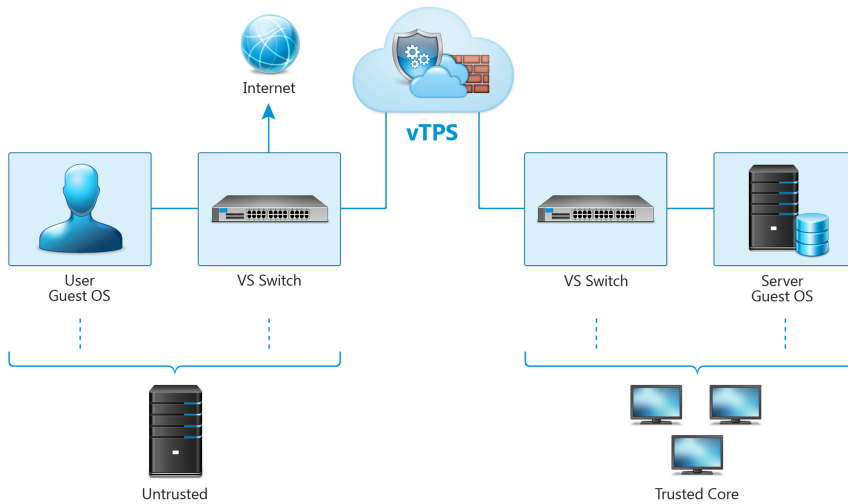 Internet
vTPS
User
Guest OS
VS Switch
VS Switch
Server
Guest OS
Untrusted
Trusted Core